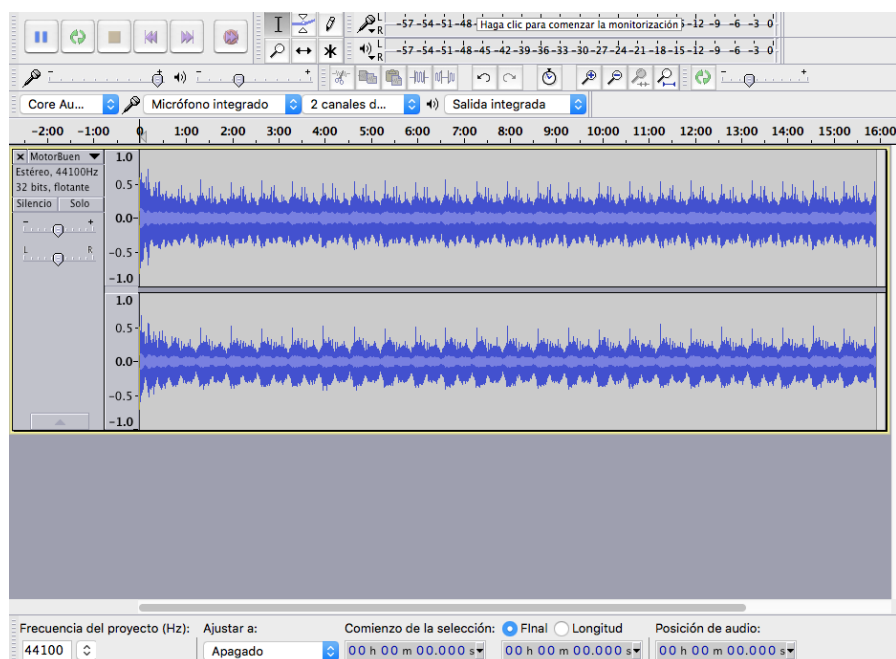 L
R
-57 -54 -51 -48 Haga clic para comenzar la monitorización -12 -9 -6 -3 0
L
R
-57 -54 -51 -48 -45 -42 -39 -36 -33 -30 -27 -24 -21 -18 -15 -12 -9 -6 -3 0
- + - + - +
Core Au... Micrófono integrado 2 canales d... Salida integrada
-2:00 -1:00 0 1:00 2:00 3:00 4:00 5:00 6:00 7:00 8:00 9:00 10:00 11:00 12:00 13:00 14:00 15:00 16:00
MotorBuen 1.0
Estéreo, 44100Hz
32 bits, flotante 0.5
Silencio Solo
- + 0.0
L R -0.5
-1.0
1.0
0.5
0.0
-0.5
-1.0
Frecuencia del proyecto (Hz): Ajustar a: Comienzo de la selección: FInal Longitud Posición de audio:
44100 Apagado 00 h 00 m 00.000 s 00 h 00 m 00.000 s 00 h 00 m 00.000 s